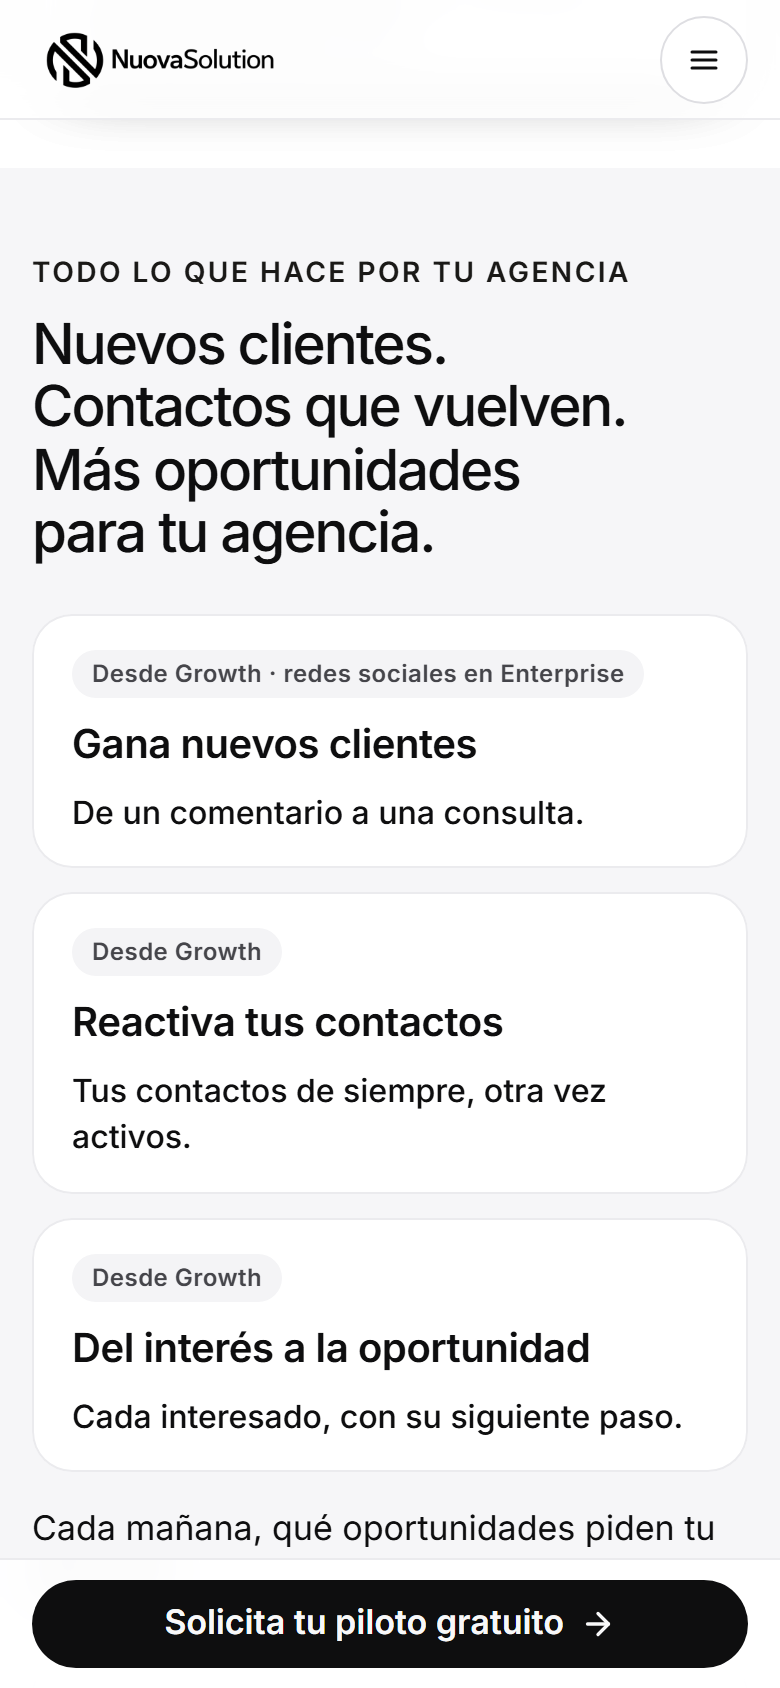 NuovaSolution
TODO LO QUE HACE POR TU AGENCIA
Nuevos clientes.
Contactos que vuelven.
Más oportunidades
para tu agencia.
Desde Growth · redes sociales en Enterprise
Gana nuevos clientes
De un comentario a una consulta.
Desde Growth
Reactiva tus contactos
Tus contactos de siempre, otra vez
activos.
Desde Growth
Del interés a la oportunidad
Cada interesado, con su siguiente paso.
Cada mañana, qué oportunidades piden tu
Solicita tu piloto gratuito →